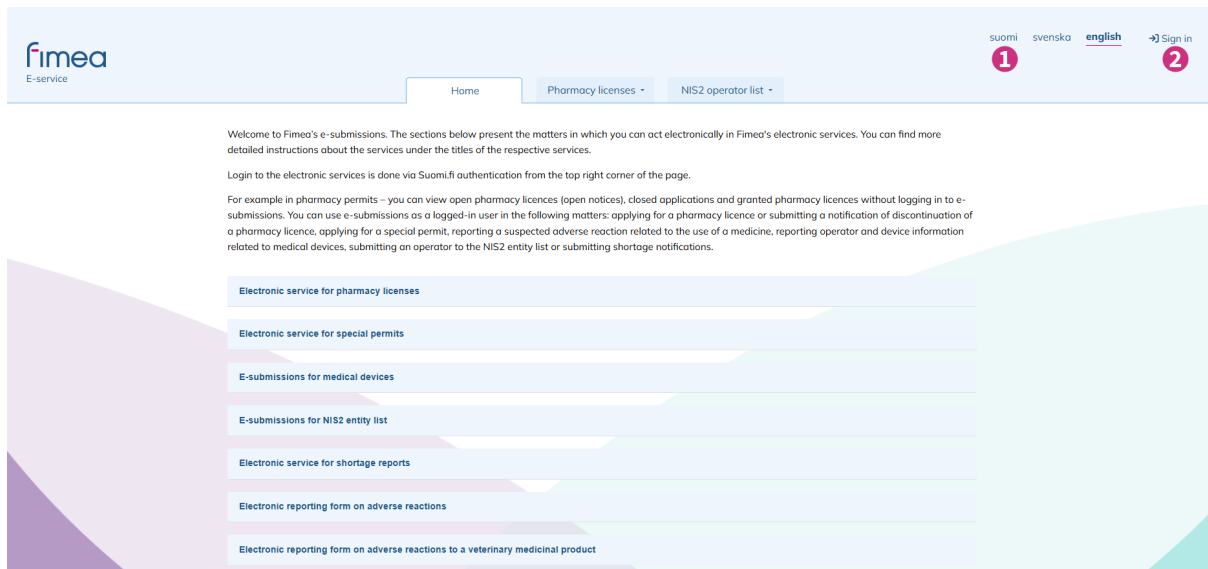 suomi svenska english Sign in
1 2
fimea
E-service
Home Pharmacy licenses NIS2 operator list
Welcome to Fimea's e-submissions. The sections below present the matters in which you can act electronically in Fimea's electronic services. You can find more
detailed instructions about the services under the titles of the respective services.
Login to the electronic services is done via Suomi.fi authentication from the top right corner of the page.
For example in pharmacy permits – you can view open pharmacy licences (open notices), closed applications and granted pharmacy licences without logging in to e-
submissions. You can use e-submissions as a logged-in user in the following matters: applying for a pharmacy licence or submitting a notification of discontinuation of
a pharmacy licence, applying for a special permit, reporting a suspected adverse reaction related to the use of a medicine, reporting operator and device information
related to medical devices, submitting an operator to the NIS2 entity list or submitting shortage notifications.
Electronic service for pharmacy licenses
Electronic service for special permits
E-submissions for medical devices
E-submissions for NIS2 entity list
Electronic service for shortage reports
Electronic reporting form on adverse reactions
Electronic reporting form on adverse reactions to a veterinary medicinal product